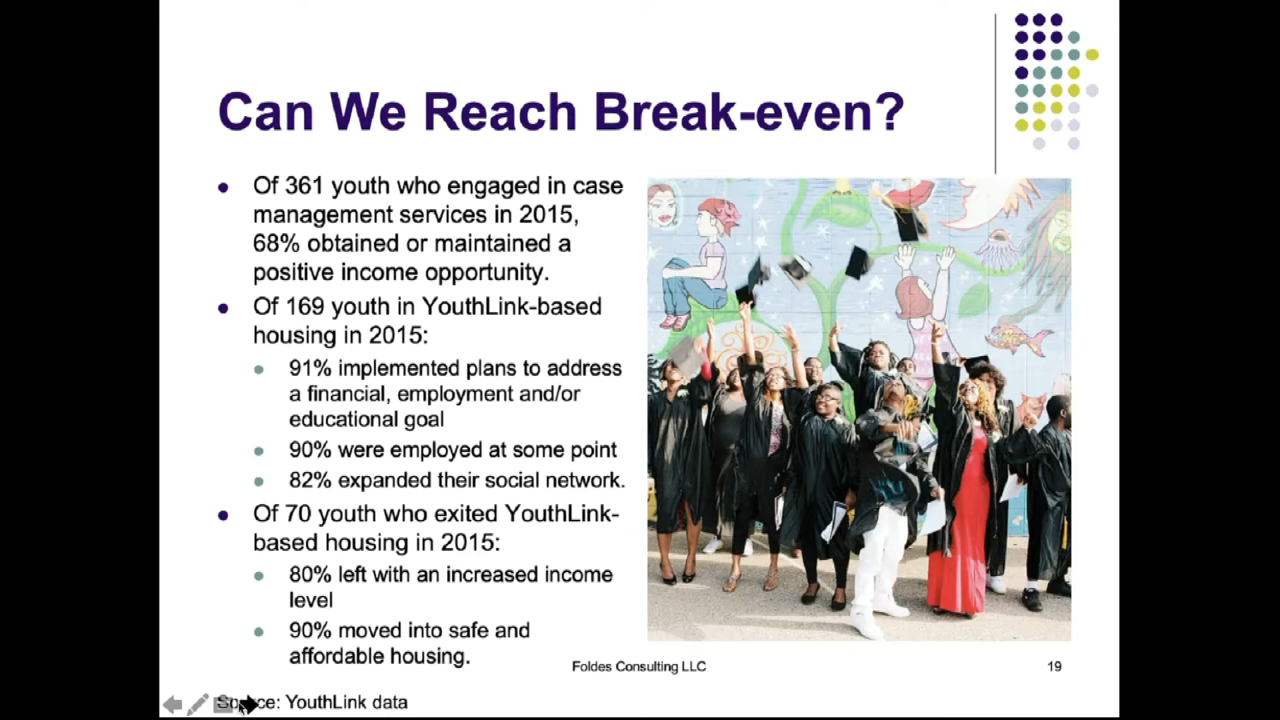 Can We Reach Break-even?
Of 361 youth who engaged in case
management services in 2015,
68% obtained or maintained a
positive income opportunity.
Of 169 youth in YouthLink-based
housing in 2015:
91% implemented plans to address
a financial, employment and/or
educational goal
90% were employed at some point
82% expanded their social network.
Of 70 youth who exited YouthLink-
based housing in 2015:
80% left with an increased income
level
90% moved into safe and
affordable housing.
Foldes Consulting LLC
19
Source: YouthLink data